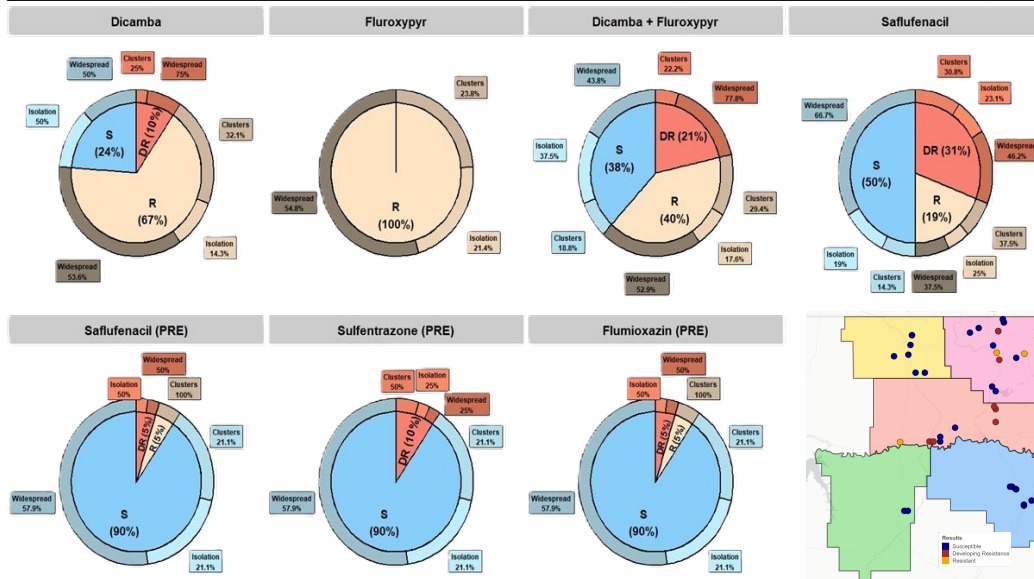 Dicamba
Fluroxypyr
Dicamba + Fluroxypyr
Saflufenacil
Widespread
50%
Clusters
25%
Widespread
75%
Isolation
50%
Clusters
32.1%
S
(24%)
DR (10%)
R
(67%)
Isolation
14.3%
Widespread
53.6%
Clusters
23.8%
Widespread
54.8%
R
(100%)
Isolation
21.4%
Widespread
43.8%
Clusters
22.2%
Widespread
77.8%
Isolation
37.5%
S
(38%)
DR (21%)
R
(40%)
Clusters
29.4%
Clusters
18.8%
Isolation
17.6%
Widespread
52.9%
Clusters
30.8%
Isolation
23.1%
Widespread
66.7%
Widespread
46.2%
S
(50%)
DR (31%)
R
(19%)
Clusters
37.5%
Isolation
19%
Isolation
25%
Clusters
14.3%
Widespread
37.5%
Saflufenacil (PRE)
Sulfentrazone (PRE)
Flumioxazin (PRE)
Widespread
50%
Isolation
50%
Clusters
100%
DR (5%)
R (5%)
Clusters
21.1%
Widespread
57.9%
S
(90%)
Isolation
21.1%
Clusters
50%
Isolation
25%
Widespread
25%
DR (10%)
Clusters
21.1%
Widespread
57.9%
S
(90%)
Isolation
21.1%
Widespread
50%
Isolation
50%
Clusters
100%
DR (5%)
R (5%)
Clusters
21.1%
Widespread
57.9%
S
(90%)
Isolation
21.1%
Results
Susceptible
Developing Resistance
Resistant